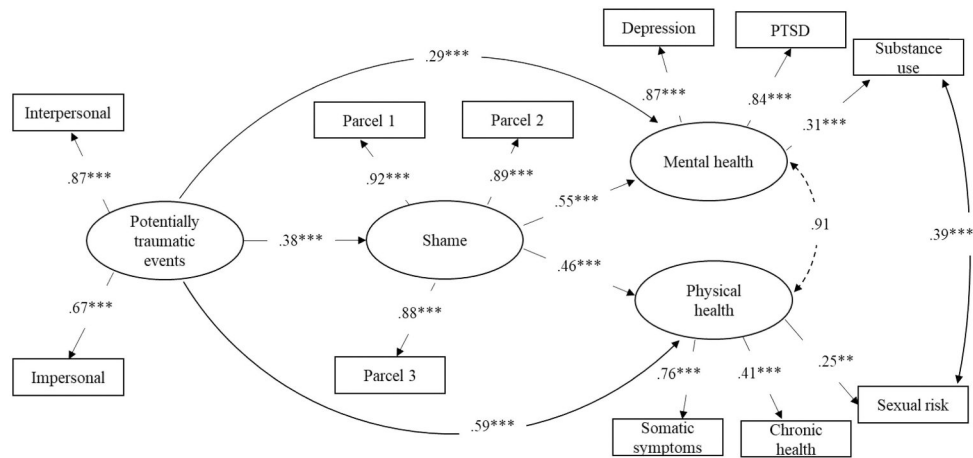 Depression
PTSD
Substance
use
.29***
.87***
.84***
.31***
Interpersonal
Parcel 1
Parcel 2
Mental health
.87***
.92***
.89***
.55***
Potentially
traumatic
events
.38***
Shame
.91
.39***
.46***
Physical
health
.67***
.88***
Impersonal
Parcel 3
.76***
.41***
.25**
.59***
Somatic
symptoms
Chronic
health
Sexual risk